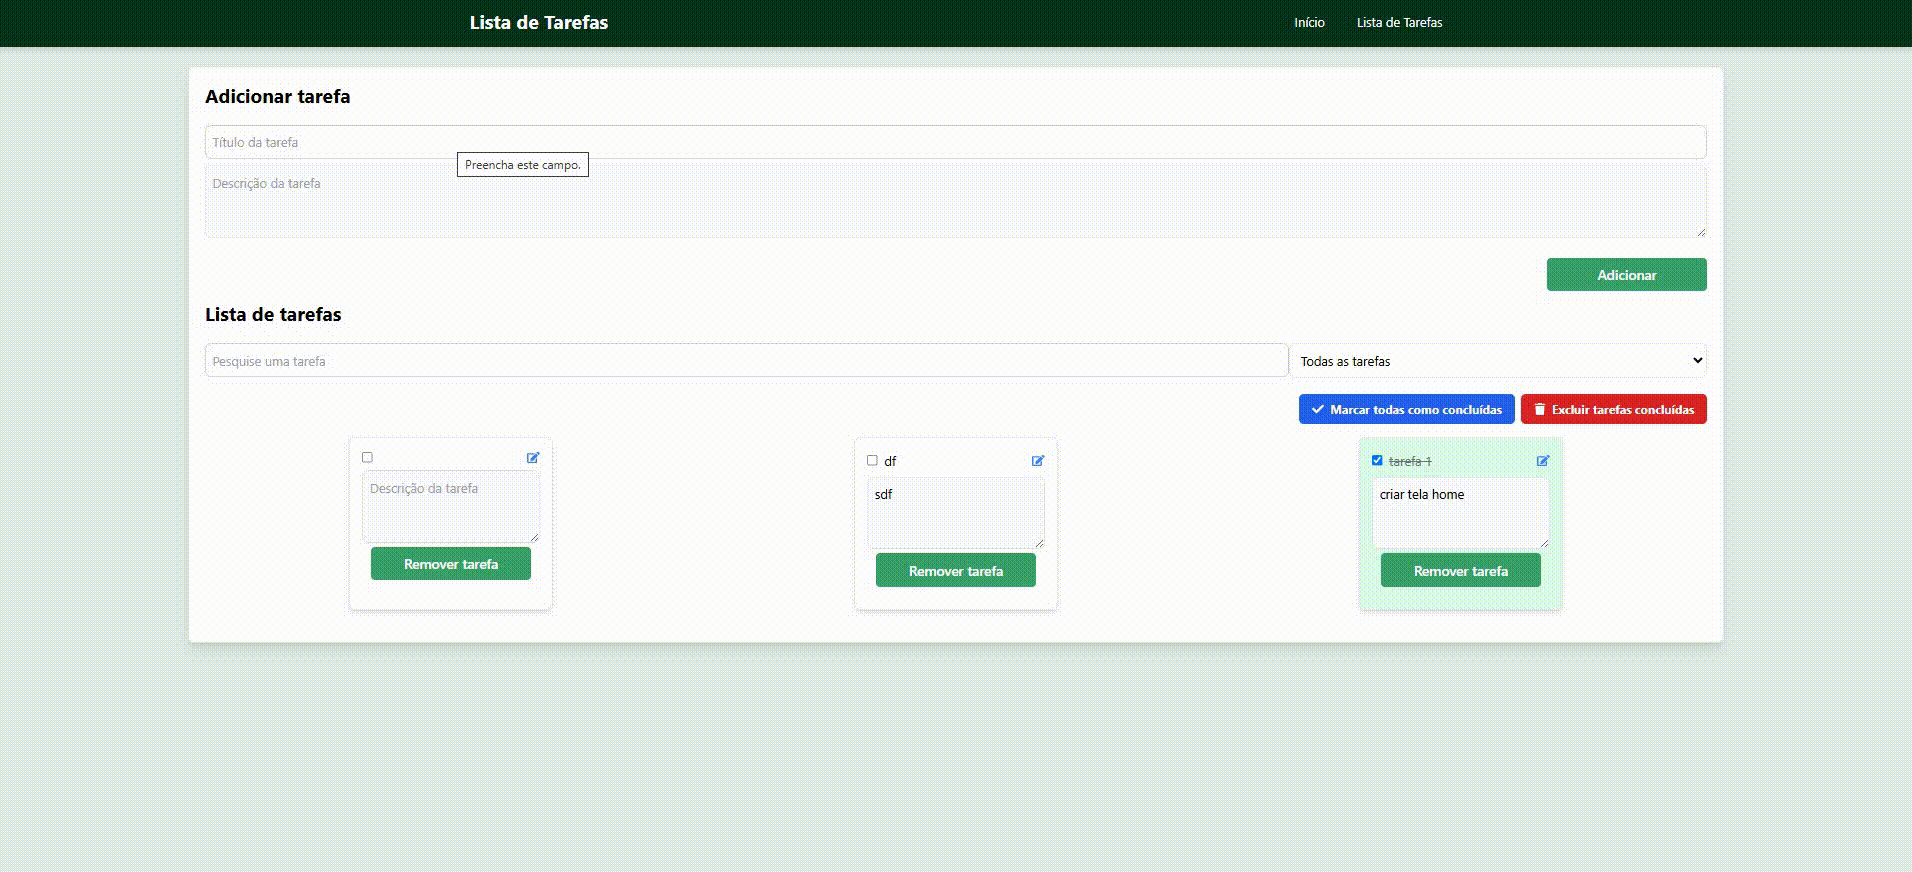 Lista de Tarefas
Início
Lista de Tarefas
Adicionar tarefa
Título da tarefa
Preencha este campo.
Descrição da tarefa
Adicionar
Lista de tarefas
Pesquise uma tarefa
Todas as tarefas
Marcar todas como concluídas
Excluir tarefas concluídas
Descrição da tarefa
Remover tarefa
df
sdf
Remover tarefa
tarefa 1
criar tela home
Remover tarefa